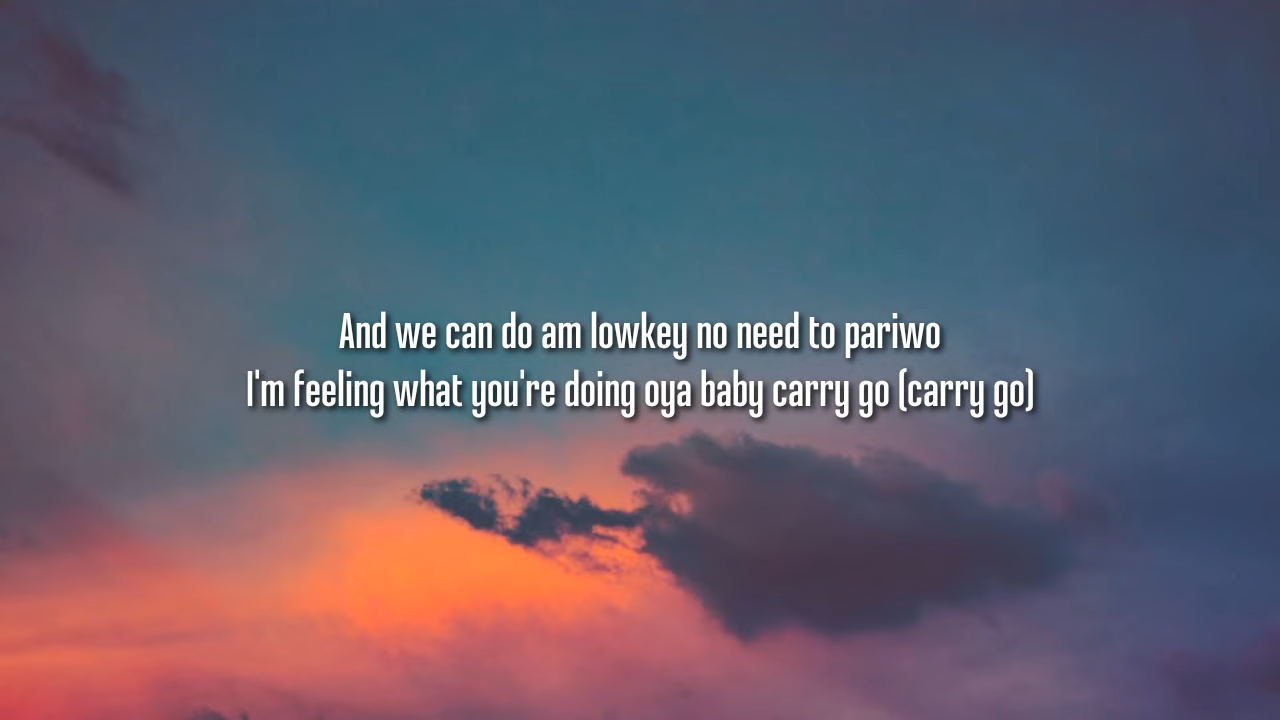 And we can do am lowkey no need to pariwo
I'm feeling what you're doing oya baby carry go (carry go)